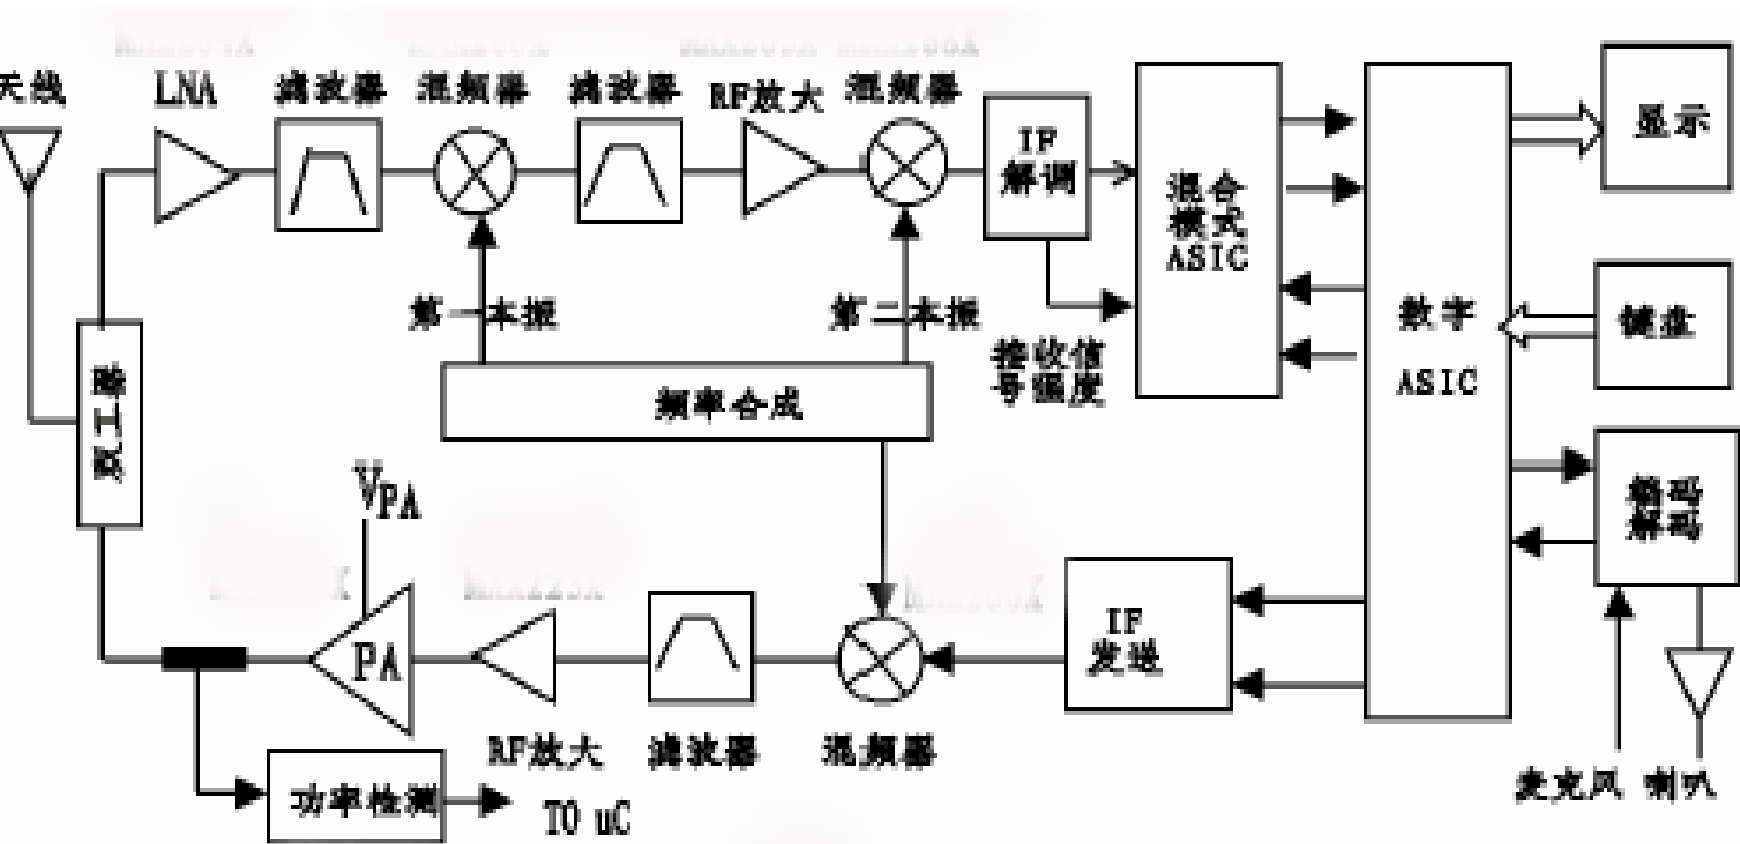 天线
LNA
滤波器
混频器
滤波器
RF放大
混频器
IF
解调
混合
模式
ASIC
数字
ASIC
显示
键盘
编码
解码
第一本振
第二本振
接收信
号强度
频率合成
双工器
VPA
PA
IF
发送
RF放大
滤波器
混频器
功率检测
TO uC
麦克风 喇叭